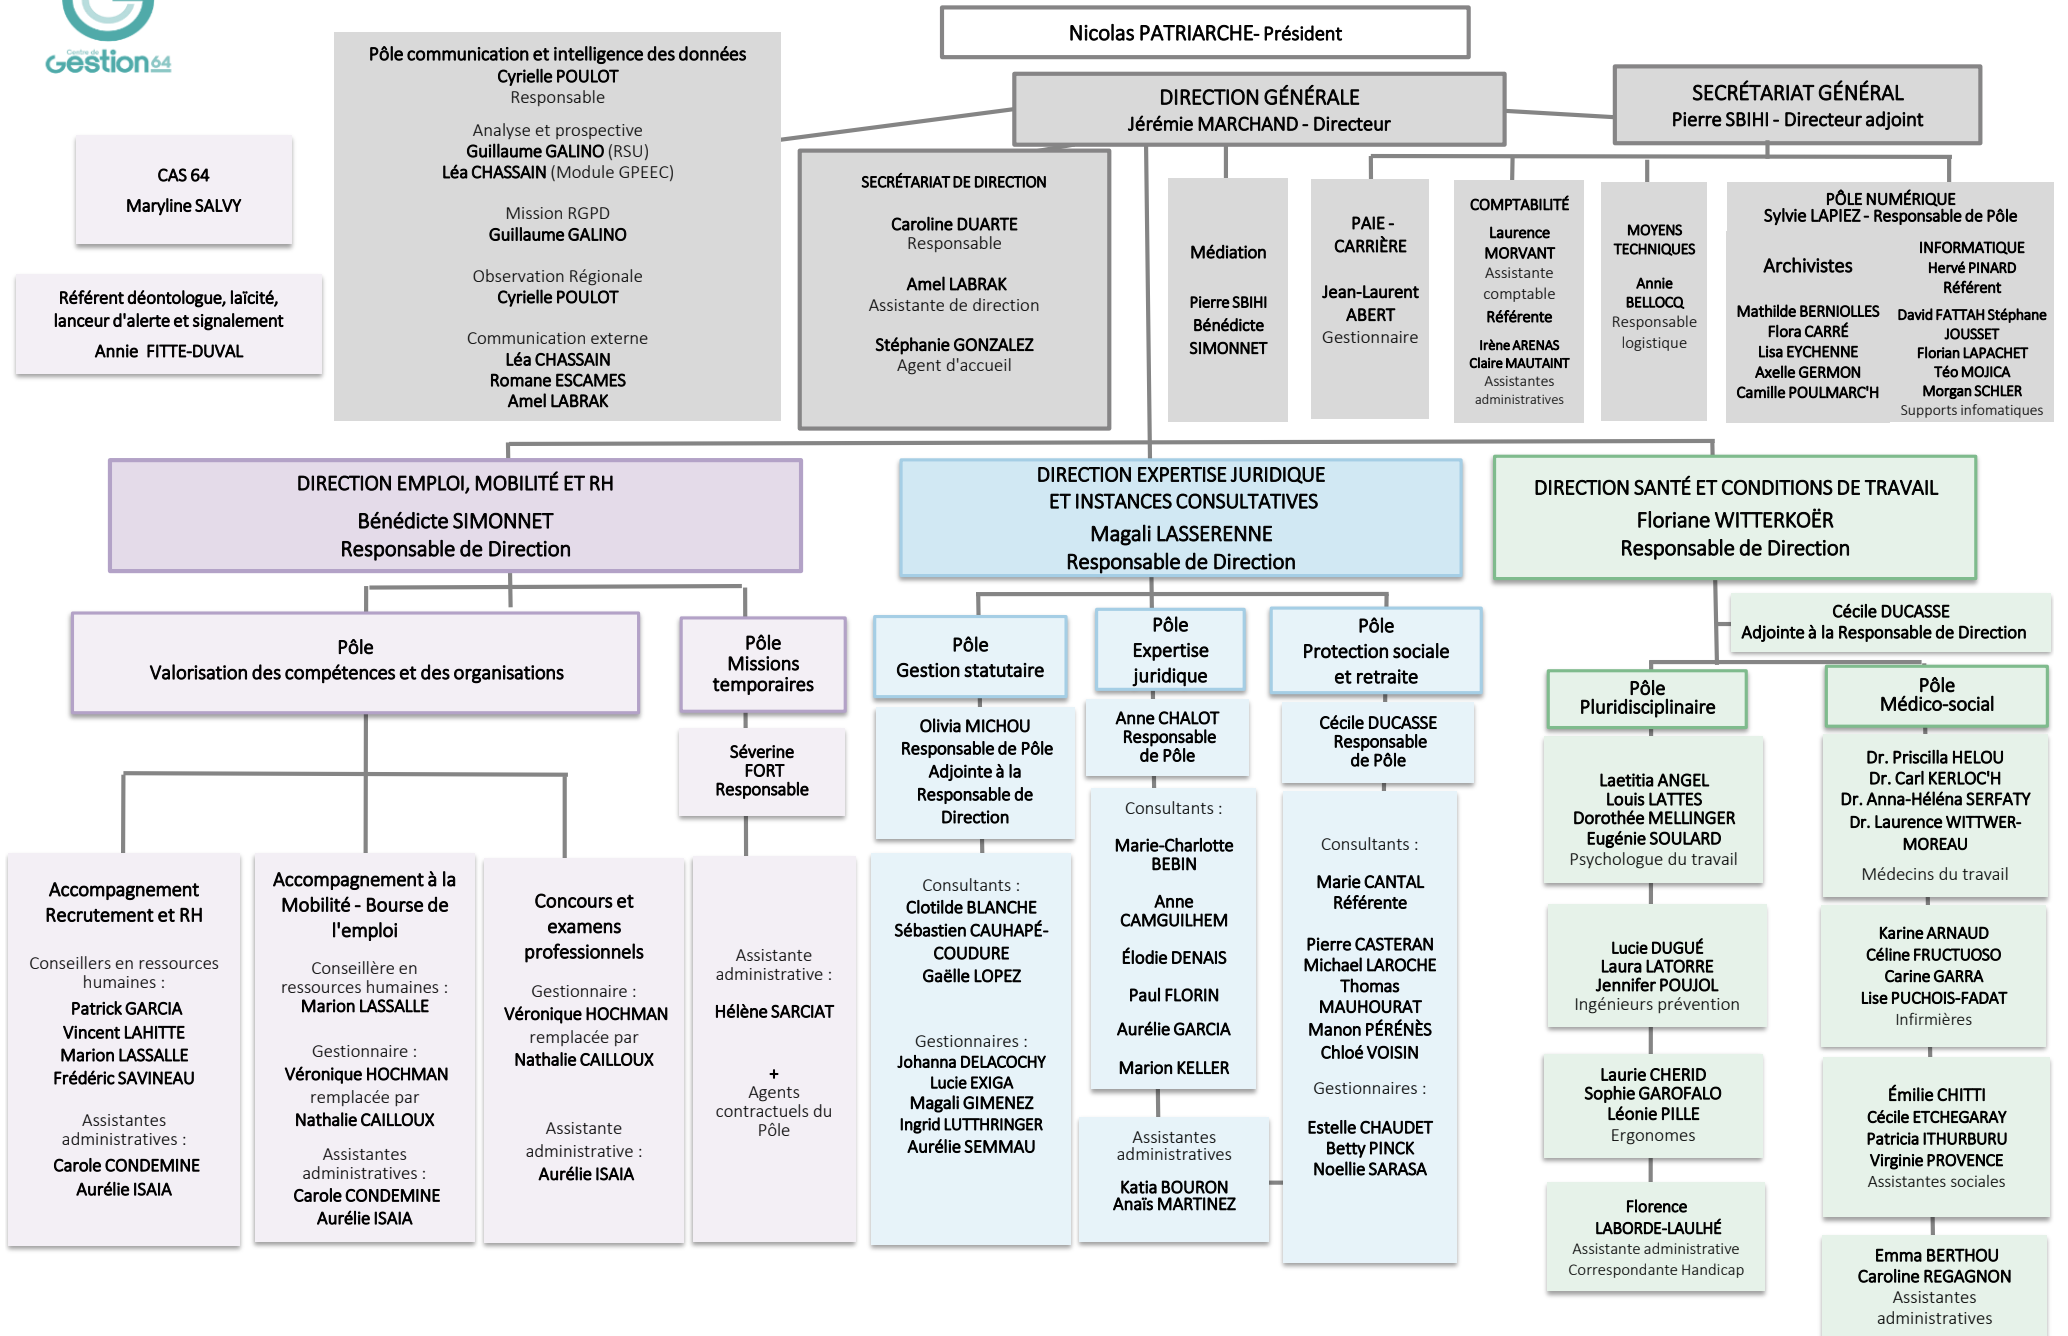 Centre de
Gestion 64
Nicolas PATRIARCHE- Président
Pôle communication et intelligence des données
Cyrielle POULOT
Responsable
Analyse et prospective
Guillaume GALINO (RSU)
Léa CHASSAIN (Module GPEEC)
Mission RGPD
Guillaume GALINO
Observation Régionale
Cyrielle POULOT
Communication externe
Léa CHASSAIN
Romane ESCAMES
Amel LABRAK
DIRECTION GÉNÉRALE
Jérémie MARCHAND - Directeur
SECRÉTARIAT GÉNÉRAL
Pierre SBIHI - Directeur adjoint
CAS 64
Maryline SALVY
Référent déontologue, laïcité,
lanceur d'alerte et signalement
Annie FITTE-DUVAL
SECRÉTARIAT DE DIRECTION
Caroline DUARTE
Responsable
Amel LABRAK
Assistante de direction
Stéphanie GONZALEZ
Agent d'accueil
Médiation
Pierre SBIHI
Bénédicte
SIMONNET
PAIE -
CARRIÈRE
Jean-Laurent
ABERT
Gestionnaire
COMPTABILITÉ
Laurence
MORVANT
Assistante
comptable
Référente
Irène ARENAS
Claire MAUTAINT
Assistantes
administratives
MOYENS
TECHNIQUES
Annie
BELLOCQ
Responsable
logistique
PÔLE NUMÉRIQUE
Sylvie LAPIEZ - Responsable de Pôle
Archivistes
Mathilde BERNIOLLES
Flora CARRÉ
Lisa EYCHENNE
Axelle GERMON
Camille POULMARC'H
INFORMATIQUE
Hervé PINARD
Référent
David FATTAH Stéphane
JOUSSET
Florian LAPACHET
Téo MOJICA
Morgan SCHLER
Supports infomatiques
DIRECTION EMPLOI, MOBILITÉ ET RH
Bénédicte SIMONNET
Responsable de Direction
Pôle
Valorisation des compétences et des organisations
Pôle
Missions
temporaires
Séverine
FORT
Responsable
Accompagnement
Recrutement et RH
Conseillers en ressources
humaines :
Patrick GARCIA
Vincent LAHITTE
Marion LASSALLE
Frédéric SAVINEAU
Assistantes
administratives :
Carole CONDEMINE
Aurélie ISAIA
Accompagnement à la
Mobilité - Bourse de
l'emploi
Conseillère en
ressources humaines :
Marion LASSALLE
Gestionnaire :
Véronique HOCHMAN
remplacée par
Nathalie CAILLOUX
Assistantes
administratives :
Carole CONDEMINE
Aurélie ISAIA
Concours et
examens
professionnels
Gestionnaire :
Véronique HOCHMAN
remplacée par
Nathalie CAILLOUX
Assistante
administrative :
Aurélie ISAIA
Assistante
administrative :
Hélène SARCIAT
+
Agents
contractuels du
Pôle
DIRECTION EXPERTISE JURIDIQUE
ET INSTANCES CONSULTATIVES
Magali LASSERENNE
Responsable de Direction
Pôle
Gestion statutaire
Olivia MICHOU
Responsable de Pôle
Adjointe à la
Responsable de
Direction
Consultants :
Clotilde BLANCHE
Sébastien CAUHAPÉ-
COUDURE
Gaëlle LOPEZ
Gestionnaires :
Johanna DELACOCHY
Lucie EXIGA
Magali GIMENEZ
Ingrid LUTTHRINGER
Aurélie SEMMAU
Pôle
Expertise
juridique
Anne CHALOT
Responsable
de Pôle
Consultants :
Marie-Charlotte
BEBIN
Anne
CAMGUILHEM
Élodie DENAIS
Paul FLORIN
Aurélie GARCIA
Marion KELLER
Assistantes
administratives
Katia BOURON
Anaïs MARTINEZ
Pôle
Protection sociale
et retraite
Cécile DUCASSE
Responsable
de Pôle
Consultants :
Marie CANTAL
Référente
Pierre CASTERAN
Michael LAROCHE
Thomas
MAUHOURAT
Manon PÉRÉNÈS
Chloé VOISIN
Gestionnaires :
Estelle CHAUDET
Betty PINCK
Noellie SARASA
DIRECTION SANTÉ ET CONDITIONS DE TRAVAIL
Floriane WITTERKOËR
Responsable de Direction
Cécile DUCASSE
Adjointe à la Responsable de Direction
Pôle
Pluridisciplinaire
Laetitia ANGEL
Louis LATTES
Dorothée MELLINGER
Eugénie SOULARD
Psychologue du travail
Lucie DUGUÉ
Laura LATORRE
Jennifer POUJOL
Ingénieurs prévention
Laurie CHERID
Sophie GAROFALO
Léonie PILLE
Ergonomes
Florence
LABORDE-LAULHÉ
Assistante administrative
Correspondante Handicap
Pôle
Médico-social
Dr. Priscilla HELOU
Dr. Carl KERLOC'H
Dr. Anna-Héléna SERFATY
Dr. Laurence WITTWER-
MOREAU
Médecins du travail
Karine ARNAUD
Céline FRUCTUOSO
Carine GARRA
Lise PUCHOIS-FADAT
Infirmières
Émilie CHITTI
Cécile ETCHEGARAY
Patricia ITHURBURU
Virginie PROVENCE
Assistantes sociales
Emma BERTHOU
Caroline REGAGNON
Assistantes
administratives